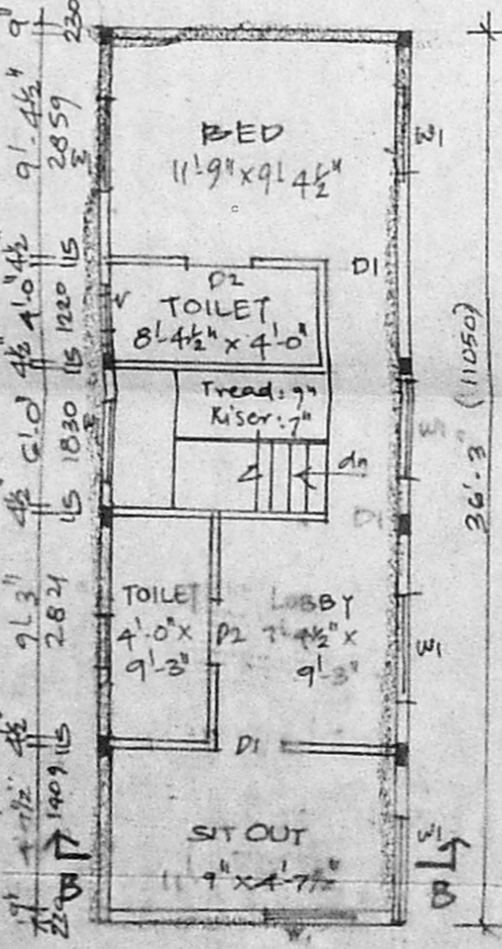 BED
11'-9" x 9'-4½"
D1
D2
TOILET
8'-4½" x 4'-0"
Tread: 9"
Riser: 7"
dn
D1
TOILET
4'-0" x
9'-3"
D2
LOBBY
7'-4½" x
9'-3"
D1
SIT OUT
11'-9" x 4'-7½"
B
B
9" 230
9'-4½" 2859
4½" 115
4'-0" 1220
4½" 115
6'-0" 1830
4½" 115
9'-3" 2821
4½" 115
1409
36'-3 (11050)
W1
W1
W1
V